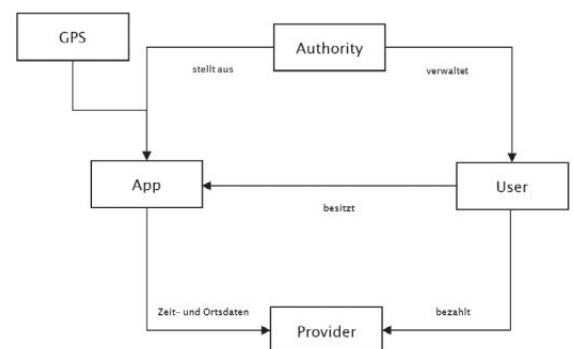 GPS
Authority
stellt aus
verwaltet
App
User
besitzt
Zeit- und Ortsdaten
bezahlt
Provider